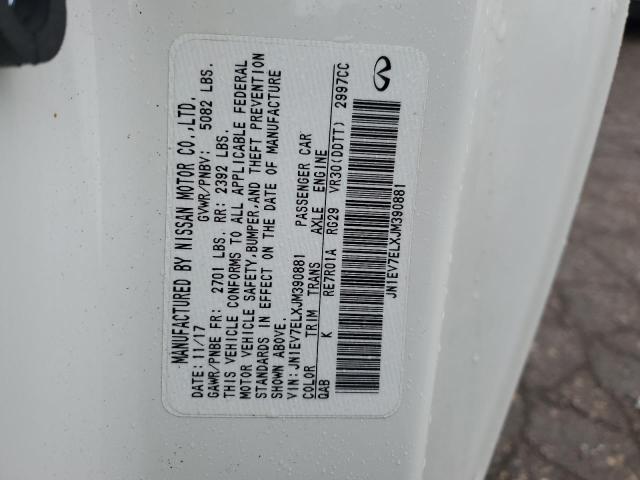 MANUFACTURED BY NISSAN MOTOR CO.,LTD.
DATE: 11/17 GVWR/PNBV: 5082 LBS.
GAWR/PNBE FR: 2701 LBS. RR: 2392 LBS.
THIS VEHICLE CONFORMS TO ALL APPLICABLE FEDERAL
MOTOR VEHICLE SAFETY,BUMPER,AND THEFT PREVENTION
STANDARDS IN EFFECT ON THE DATE OF MANUFACTURE
SHOWN ABOVE.
VIN:JN1EV7ELXJM390881 PASSENGER CAR
COLOR TRIM TRANS AXLE ENGINE
QAB K RE7R01A RG29 VR30(DDTT) 2997CC
JN1EV7ELXJM390881